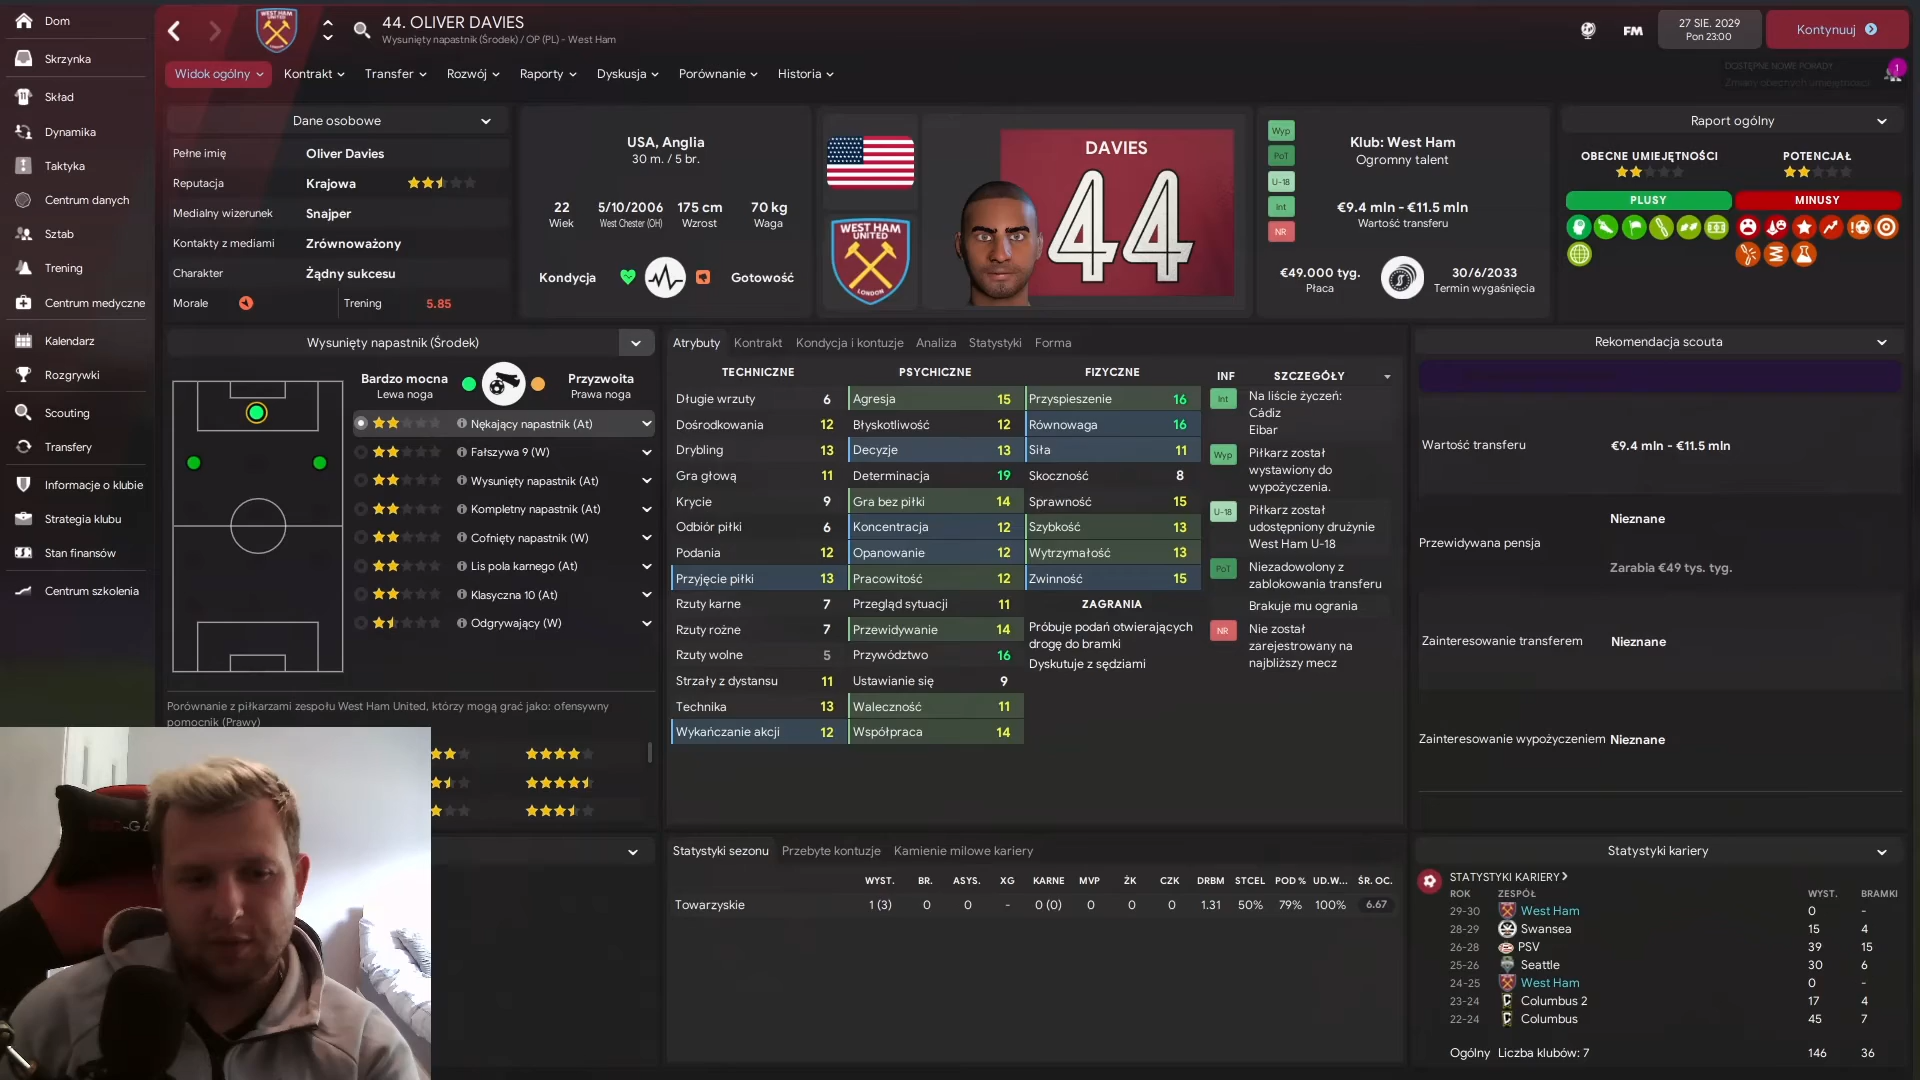 Dom
Skrzynka
Skład
Dynamika
Taktyka
Centrum danych
Sztab
Trening
Centrum medyczne
Kalendarz
Rozgrywki
Scouting
Transfery
Informacje o klubie
Strategia klubu
Stan finansów
Centrum szkolenia
44. OLIVER DAVIES
Wysunięty napastnik (Środek) / OP (PL) - West Ham
FM
27 SIE. 2029
Pon 23:00
Kontynuuj
Widok ogólny
Kontrakt
Transfer
Rozwój
Raporty
Dyskusja
Porównanie
Historia
DOSTĘPNE NOWE PORADY
Zmiany obecnych umiejętności
1
Dane osobowe
Pełne imię Oliver Davies
Reputacja Krajowa
Medialny wizerunek Snajper
Kontakty z mediami Zrównoważony
Charakter Żądny sukcesu
Morale
Trening 5.85
USA, Anglia
30 m. / 5 br.
22 5/10/2006 175 cm 70 kg
Wiek West Chester (OH) Wzrost Waga
Kondycja Gotowość
WEST HAM UNITED LONDON
DAVIES
44
Wyp
PoT
U-18
Int
NR
Klub: West Ham
Ogromny talent
€9.4 mln - €11.5 mln
Wartość transferu
€49.000 tyg.
Płaca
30/6/2033
Termin wygaśnięcia
Raport ogólny
OBECNE UMIEJĘTNOŚCI POTENCJAŁ
PLUSY MINUSY
Wysunięty napastnik (Środek)
Bardzo mocna
Lewa noga
Przyzwoita
Prawa noga
Nękający napastnik (At)
Fałszywa 9 (W)
Wysunięty napastnik (At)
Kompletny napastnik (At)
Cofnięty napastnik (W)
Lis pola karnego (At)
Klasyczna 10 (At)
Odgrywający (W)
Porównanie z piłkarzami zespołu West Ham United, którzy mogą grać jako: ofensywny
pomocnik (Prawy)
Atrybuty Kontrakt Kondycja i kontuzje Analiza Statystyki Forma
TECHNICZNE
Długie wrzuty 6
Dośrodkowania 12
Drybling 13
Gra głową 11
Krycie 9
Odbiór piłki 6
Podania 12
Przyjęcie piłki 13
Rzuty karne 7
Rzuty rożne 7
Rzuty wolne 5
Strzały z dystansu 11
Technika 13
Wykańczanie akcji 12
PSYCHICZNE
Agresja 15
Błyskotliwość 12
Decyzje 13
Determinacja 19
Gra bez piłki 14
Koncentracja 12
Opanowanie 12
Pracowitość 12
Przegląd sytuacji 11
Przewidywanie 14
Przywództwo 16
Ustawianie się 9
Waleczność 11
Współpraca 14
FIZYCZNE
Przyspieszenie 16
Równowaga 16
Siła 11
Skoczność 8
Sprawność 15
Szybkość 13
Wytrzymałość 13
Zwinność 15
ZAGRANIA
Próbuje podań otwierających
drogę do bramki
Dyskutuje z sędziami
INF SZCZEGÓŁY
Int Na liście życzeń:
Cádiz
Eibar
Wyp Piłkarz został
wystawiony do
wypożyczenia.
U-18 Piłkarz został
udostępniony drużynie
West Ham U-18
PoT Niezadowolony z
zablokowania transferu
Brakuje mu ogrania
NR Nie został
zarejestrowany na
najbliższy mecz
Rekomendacja scouta
Wartość transferu €9.4 mln - €11.5 mln
Nieznane
Przewidywana pensja
Zarabia €49 tys. tyg.
Zainteresowanie transferem Nieznane
Zainteresowanie wypożyczeniem Nieznane
Statystyki sezonu Przebyte kontuzje Kamienie milowe kariery
WYST. BR. ASYS. XG KARNE MVP ŻK CZK DRBM STCEL POD % UD.W... ŚR. OC.
Towarzyskie 1 (3) 0 0 - 0 (0) 0 0 0 1.31 50% 79% 100% 6.67
Statystyki kariery
STATYSTYKI KARIERY
ROK ZESPÓŁ WYST. BRAMKI
29-30 West Ham 0 -
28-29 Swansea 15 4
26-28 PSV 39 15
25-26 Seattle 30 6
24-25 West Ham 0 -
23-24 Columbus 2 17 4
22-24 Columbus 45 7
Ogólny Liczba klubów: 7 146 36